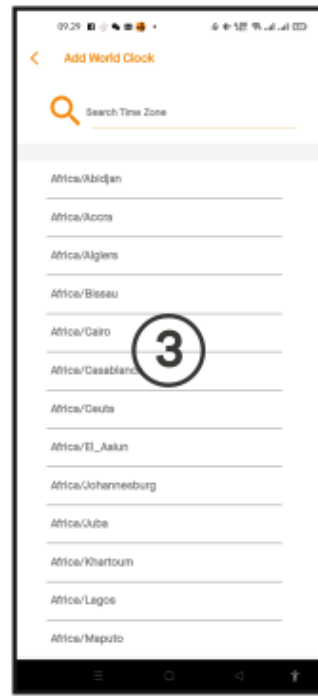 09.29
Add World Clock
Search Time Zone
Africa/Abidjan
Africa/Accra
Africa/Algiers
Africa/Bissau
Africa/Cairo
3
Africa/Casablanc
Africa/Ceuta
Africa/El_Aaiun
Africa/Johannesburg
Africa/Juba
Africa/Khartoum
Africa/Lagos
Africa/Maputo